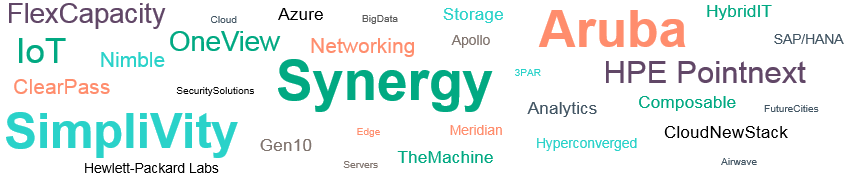 FlexCapacity
Cloud
Azure
BigData
Storage
Aruba
HybridIT
IoT
Nimble
OneView
Networking
Apollo
SAP/HANA
ClearPass
SecuritySolutions
Synergy
3PAR
HPE Pointnext
SimpliVity
Analytics
Composable
FutureCities
Gen10
Edge
Meridian
Hyperconverged
CloudNewStack
Hewlett-Packard Labs
Servers
TheMachine
Airwave